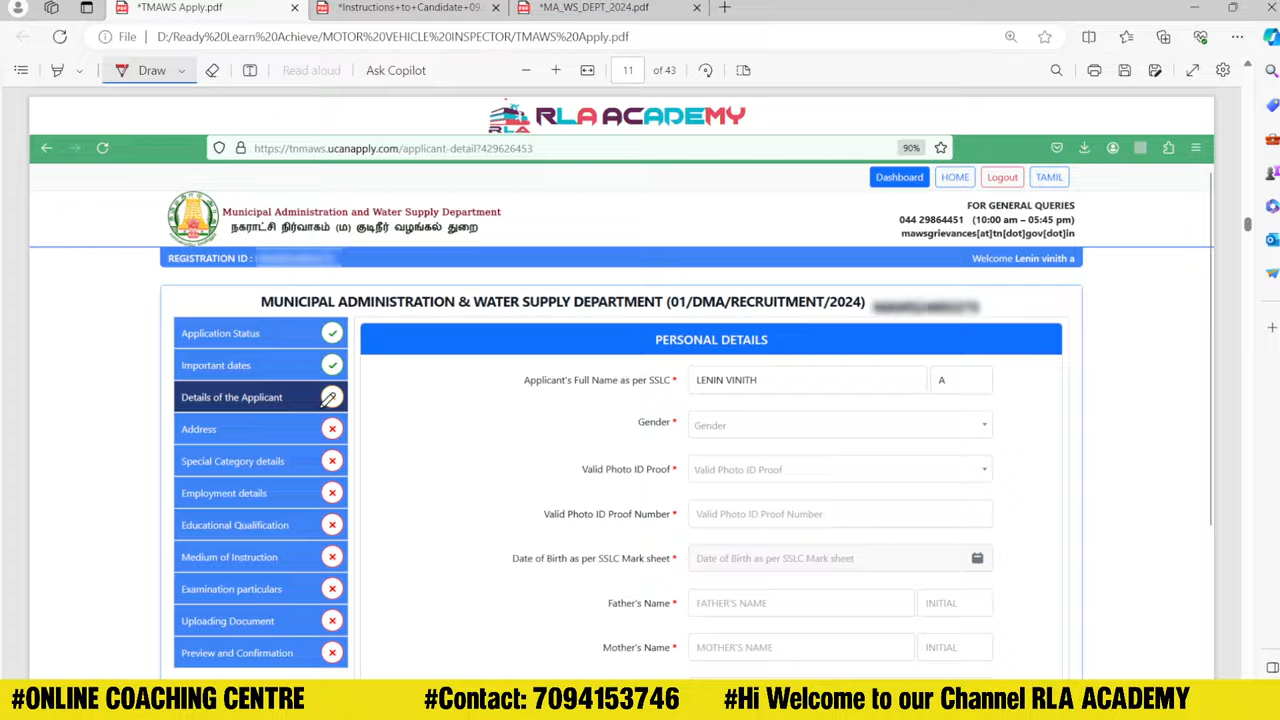 *TMAWS Apply.pdf
*Instructions+to+Candidate+09.
*MA_WS_DEPT_2024.pdf
File D:/Ready%20Learn%20Achieve/MOTOR%20VEHICLE%20INSPECTOR/TMAWS%20Apply.pdf
Draw
Read aloud
Ask Copilot
11 of 43
RLA ACADEMY
RLA
https://tnmaws.ucanapply.com/applicant-detail?429626453 90%
Dashboard HOME Logout TAMIL
Municipal Administration and Water Supply Department
நகராட்சி நிர்வாகம் (ம) குடிநீர் வழங்கல் துறை
FOR GENERAL QUERIES
044 29864451 (10:00 am – 05:45 pm)
mawsgrievances[at]tn[dot]gov[dot]in
REGISTRATION ID : Welcome Lenin vinith a
MUNICIPAL ADMINISTRATION & WATER SUPPLY DEPARTMENT (01/DMA/RECRUITMENT/2024)
Application Status
Important dates
Details of the Applicant
Address
Special Category details
Employment details
Educational Qualification
Medium of Instruction
Examination particulars
Uploading Document
Preview and Confirmation
PERSONAL DETAILS
Applicant's Full Name as per SSLC * LENIN VINITH A
Gender * Gender
Valid Photo ID Proof * Valid Photo ID Proof
Valid Photo ID Proof Number * Valid Photo ID Proof Number
Date of Birth as per SSLC Mark sheet * Date of Birth as per SSLC Mark sheet
Father's Name * FATHER'S NAME INITIAL
Mother's Name * MOTHER'S NAME INITIAL
#ONLINE COACHING CENTRE #Contact: 7094153746 #Hi Welcome to our Channel RLA ACADEMY